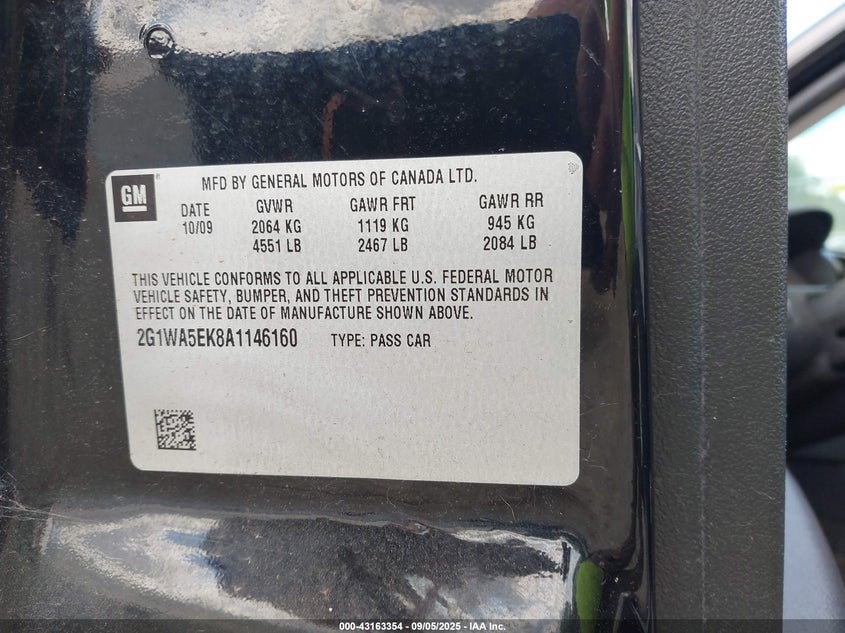 GM
MFD BY GENERAL MOTORS OF CANADA LTD.
DATE GVWR GAWR FRT GAWR RR
10/09 2064 KG 1119 KG 945 KG
4551 LB 2467 LB 2084 LB
THIS VEHICLE CONFORMS TO ALL APPLICABLE U.S. FEDERAL MOTOR
VEHICLE SAFETY, BUMPER, AND THEFT PREVENTION STANDARDS IN
EFFECT ON THE DATE OF MANUFACTURE SHOWN ABOVE.
2G1WA5EK8A1146160 TYPE: PASS CAR
000-43163354 - 09/05/2025 - IAA Inc.